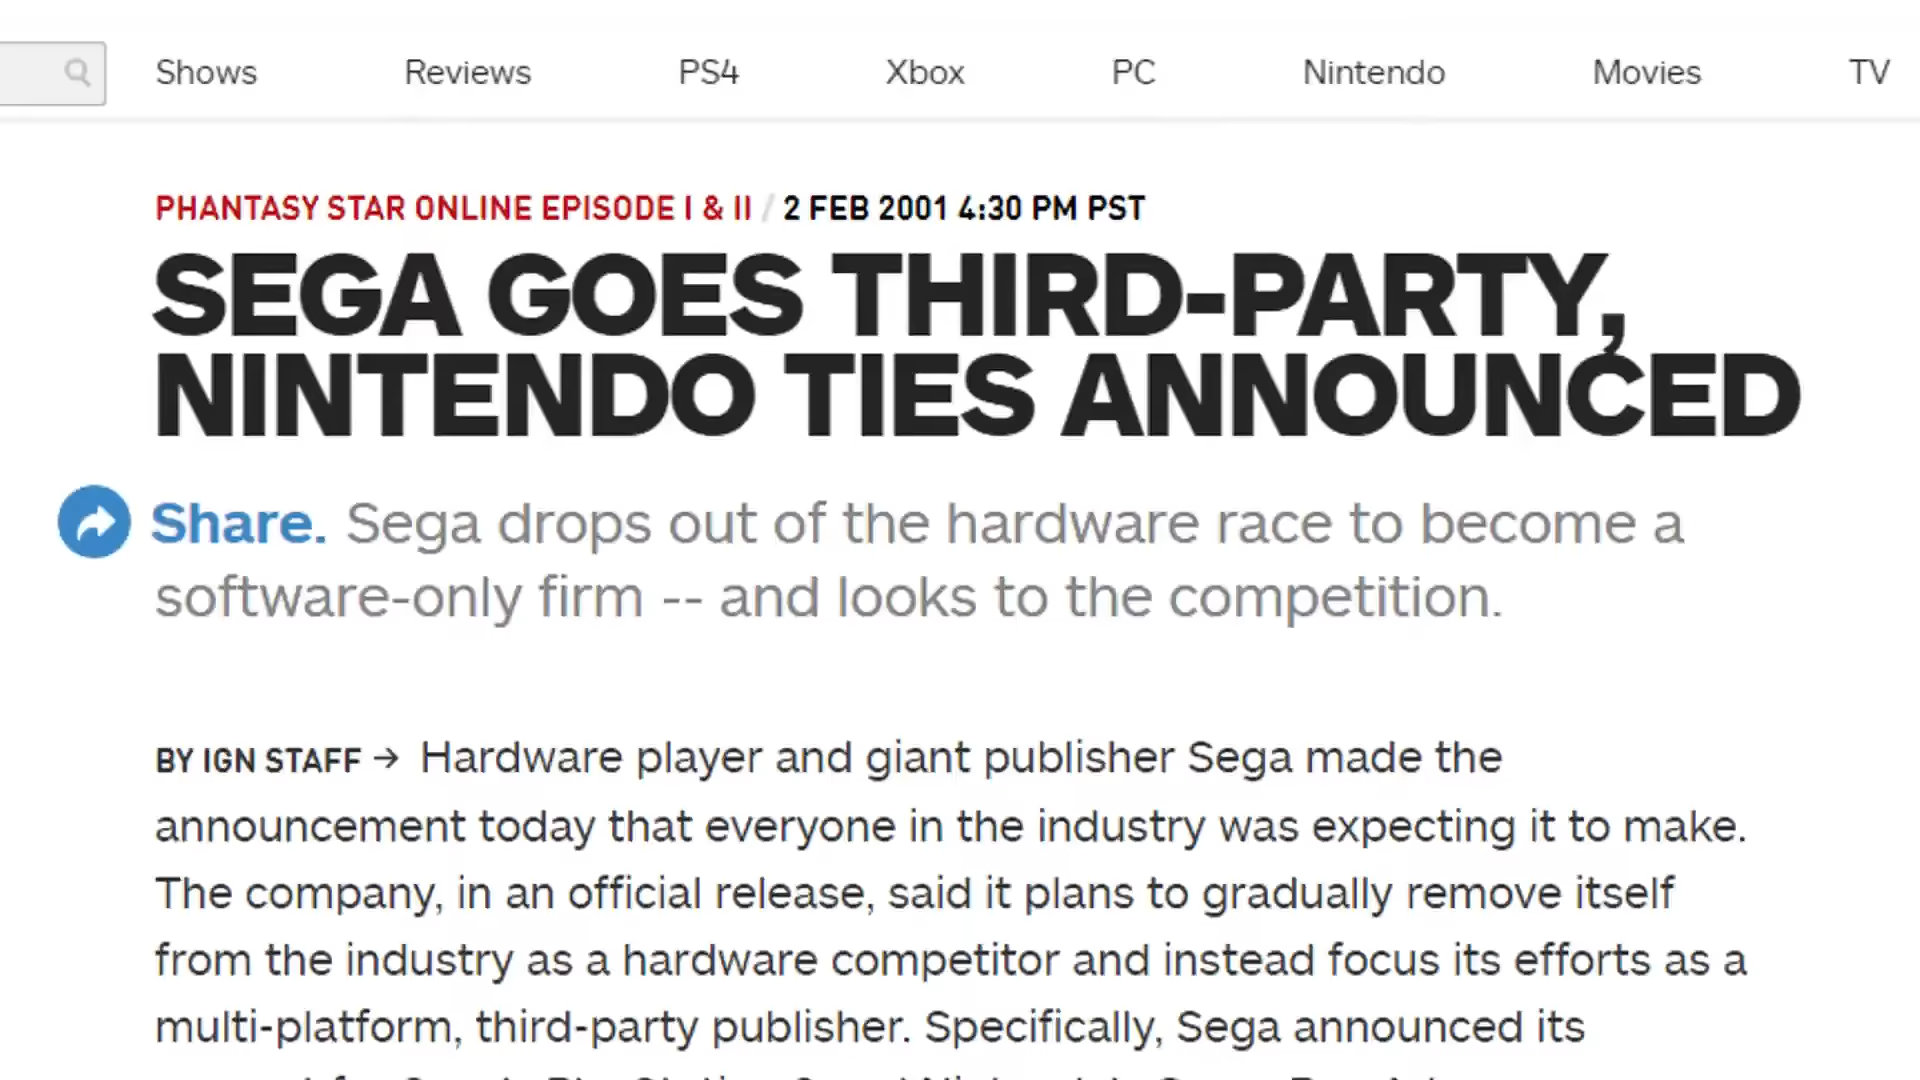 Shows Reviews PS4 Xbox PC Nintendo Movies TV
PHANTASY STAR ONLINE EPISODE I & II / 2 FEB 2001 4:30 PM PST
SEGA GOES THIRD-PARTY,
NINTENDO TIES ANNOUNCED
Share. Sega drops out of the hardware race to become a
software-only firm -- and looks to the competition.
BY IGN STAFF → Hardware player and giant publisher Sega made the
announcement today that everyone in the industry was expecting it to make.
The company, in an official release, said it plans to gradually remove itself
from the industry as a hardware competitor and instead focus its efforts as a
multi-platform, third-party publisher. Specifically, Sega announced its